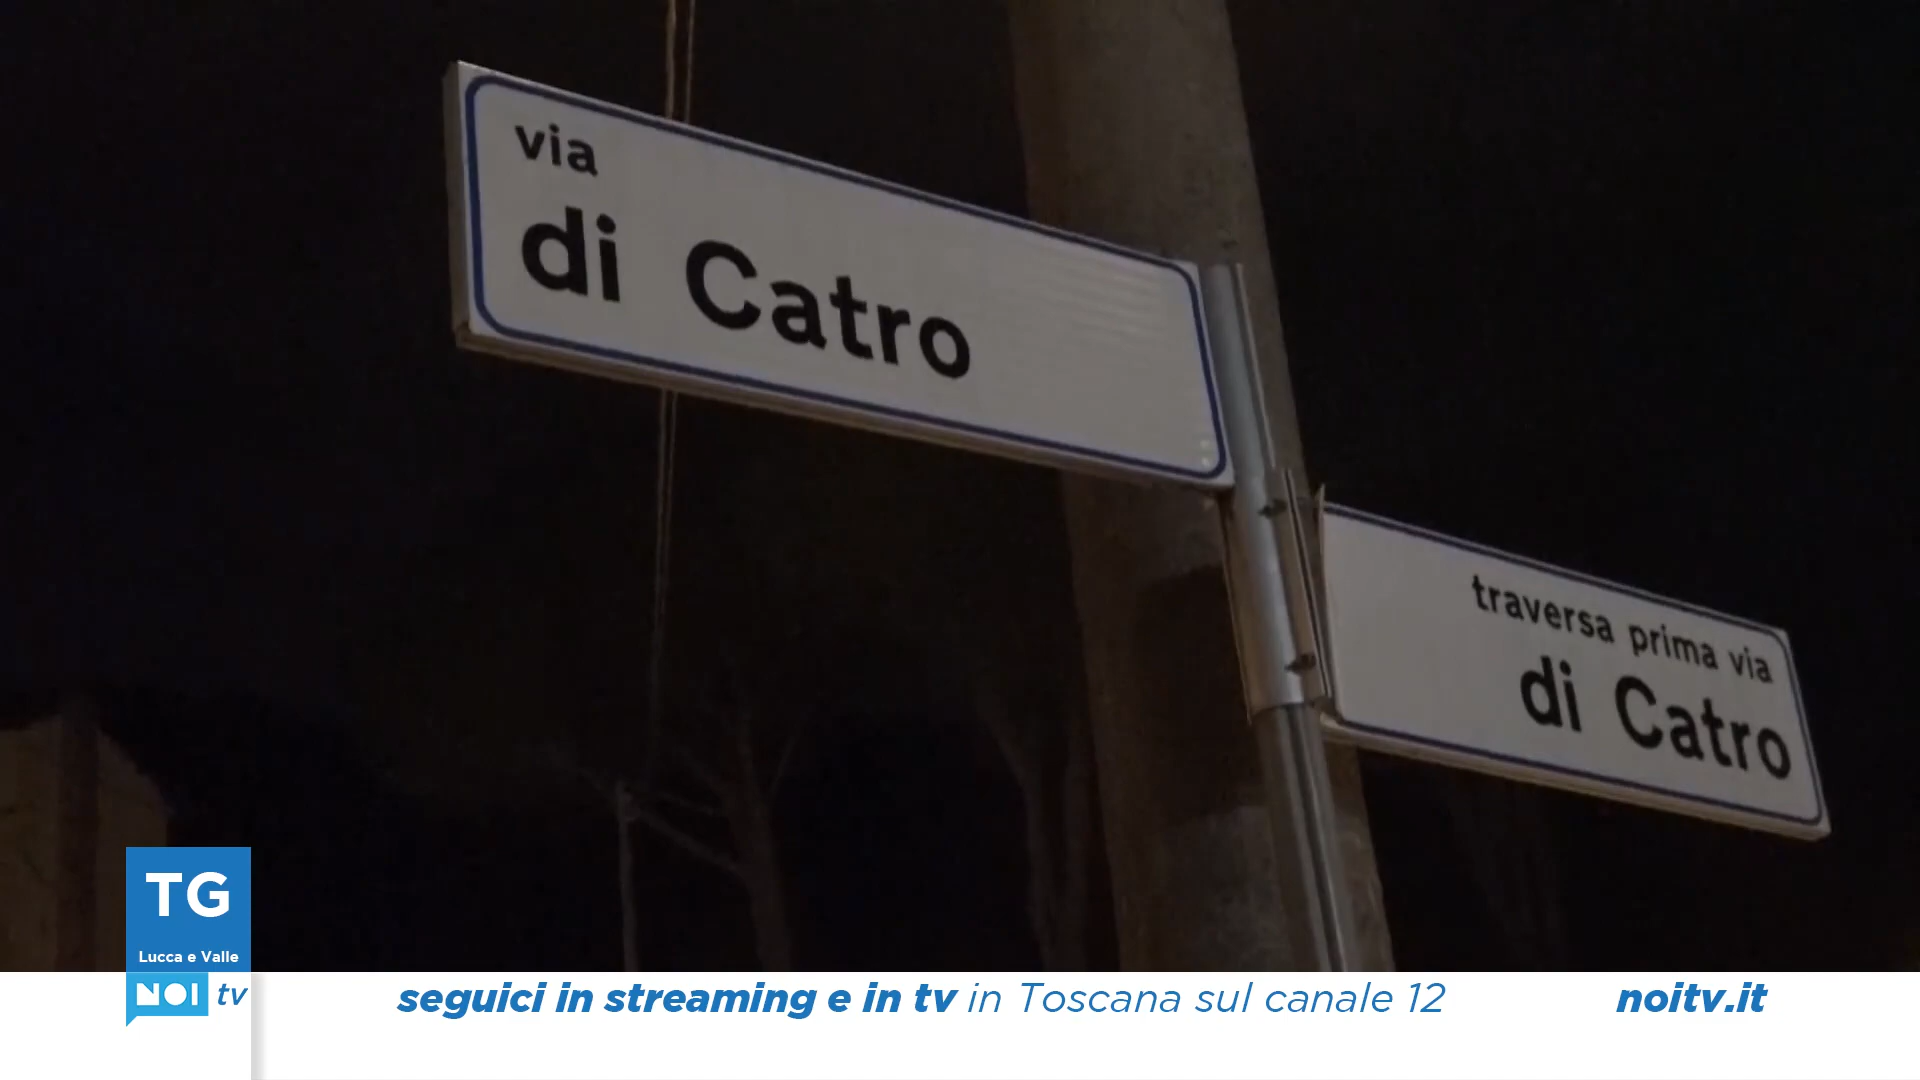 via
di Catro
traversa prima via
di Catro
TG
Lucca e Valle
NOI tv
seguici in streaming e in tv in Toscana sul canale 12
noitv.it